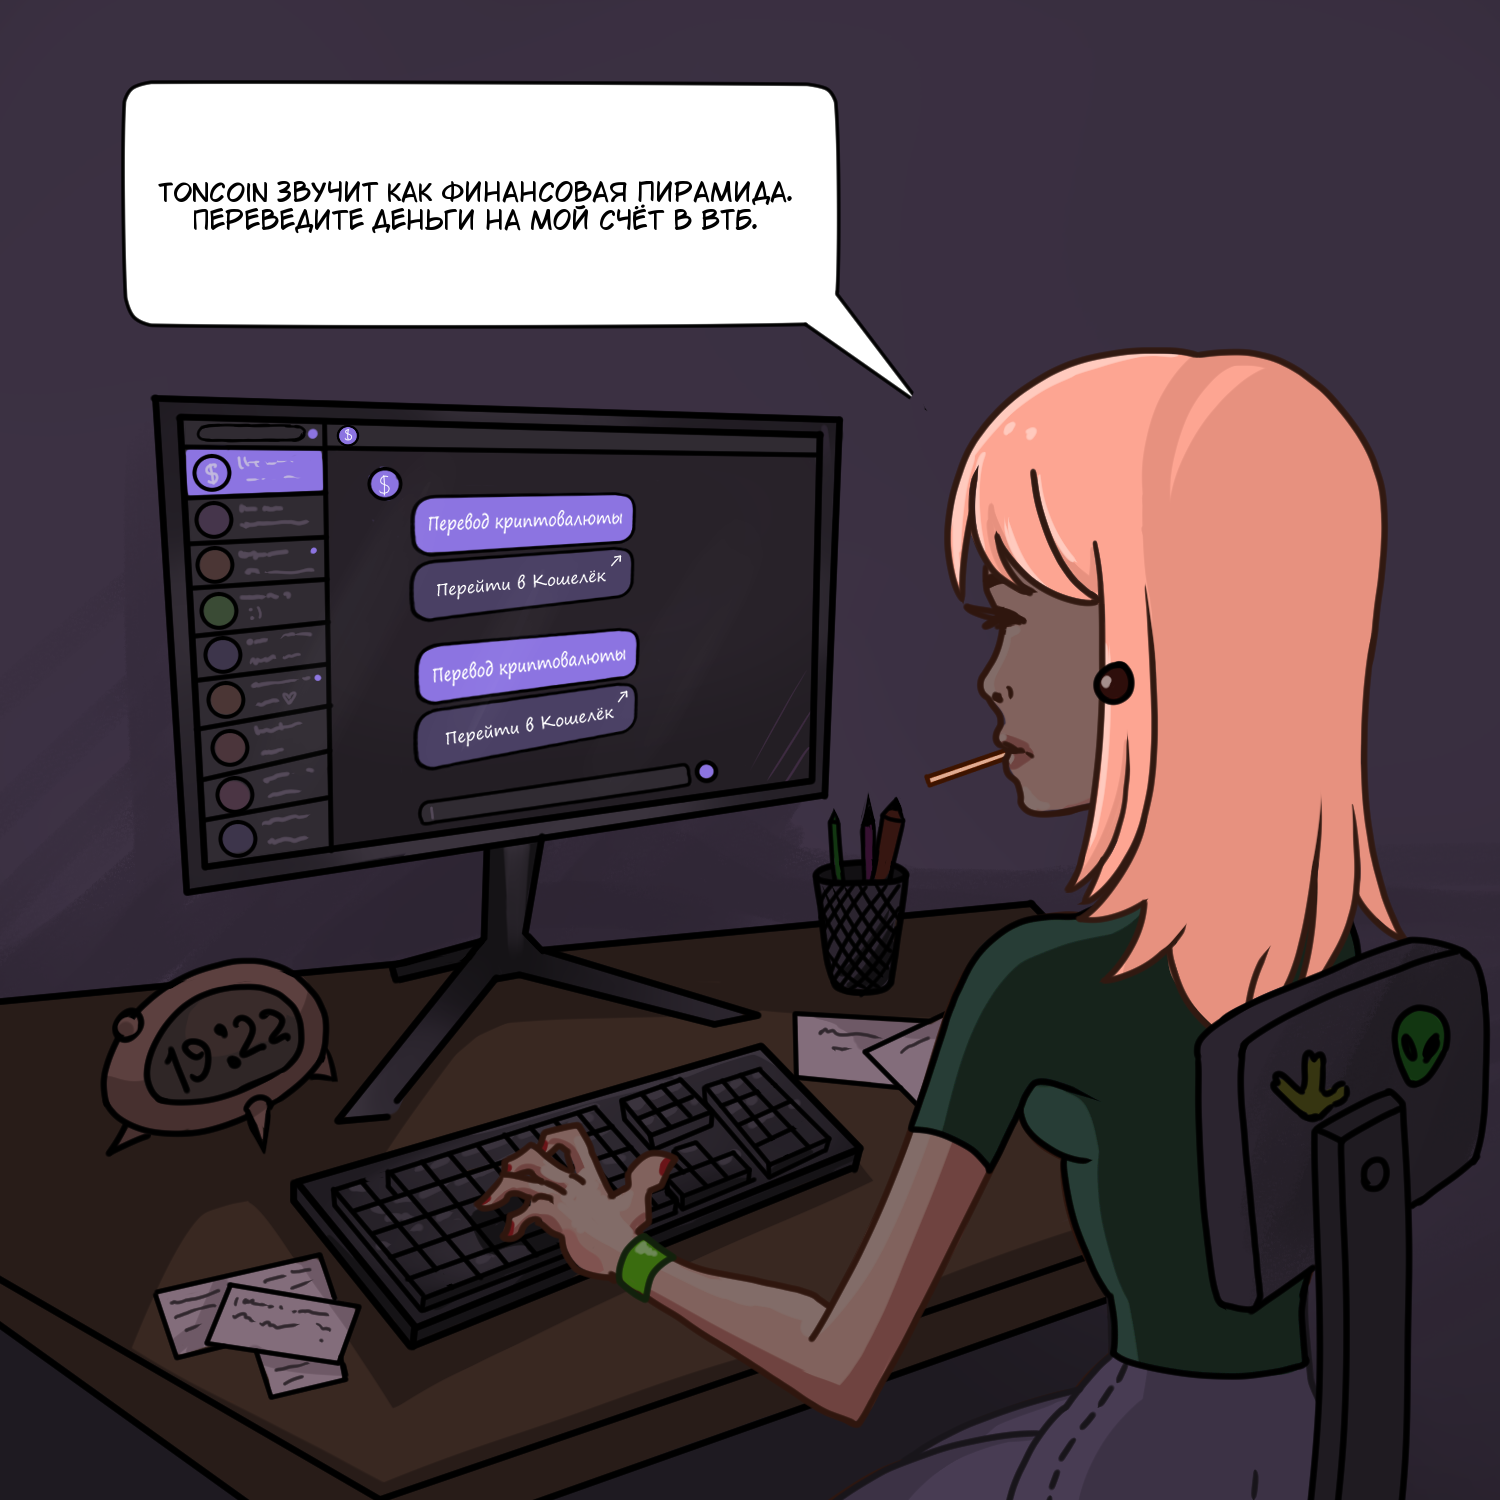 TONCOIN ЗВУЧИТ КАК ФИНАНСОВАЯ ПИРАМИДА.
ПЕРЕВЕДИТЕ ДЕНЬГИ НА МОЙ СЧЁТ В ВТБ.
$
$
$
Перевод криптовалюты
Перейти в Кошелёк
:)
Перевод криптовалюты
Перейти в Кошелёк
19:22